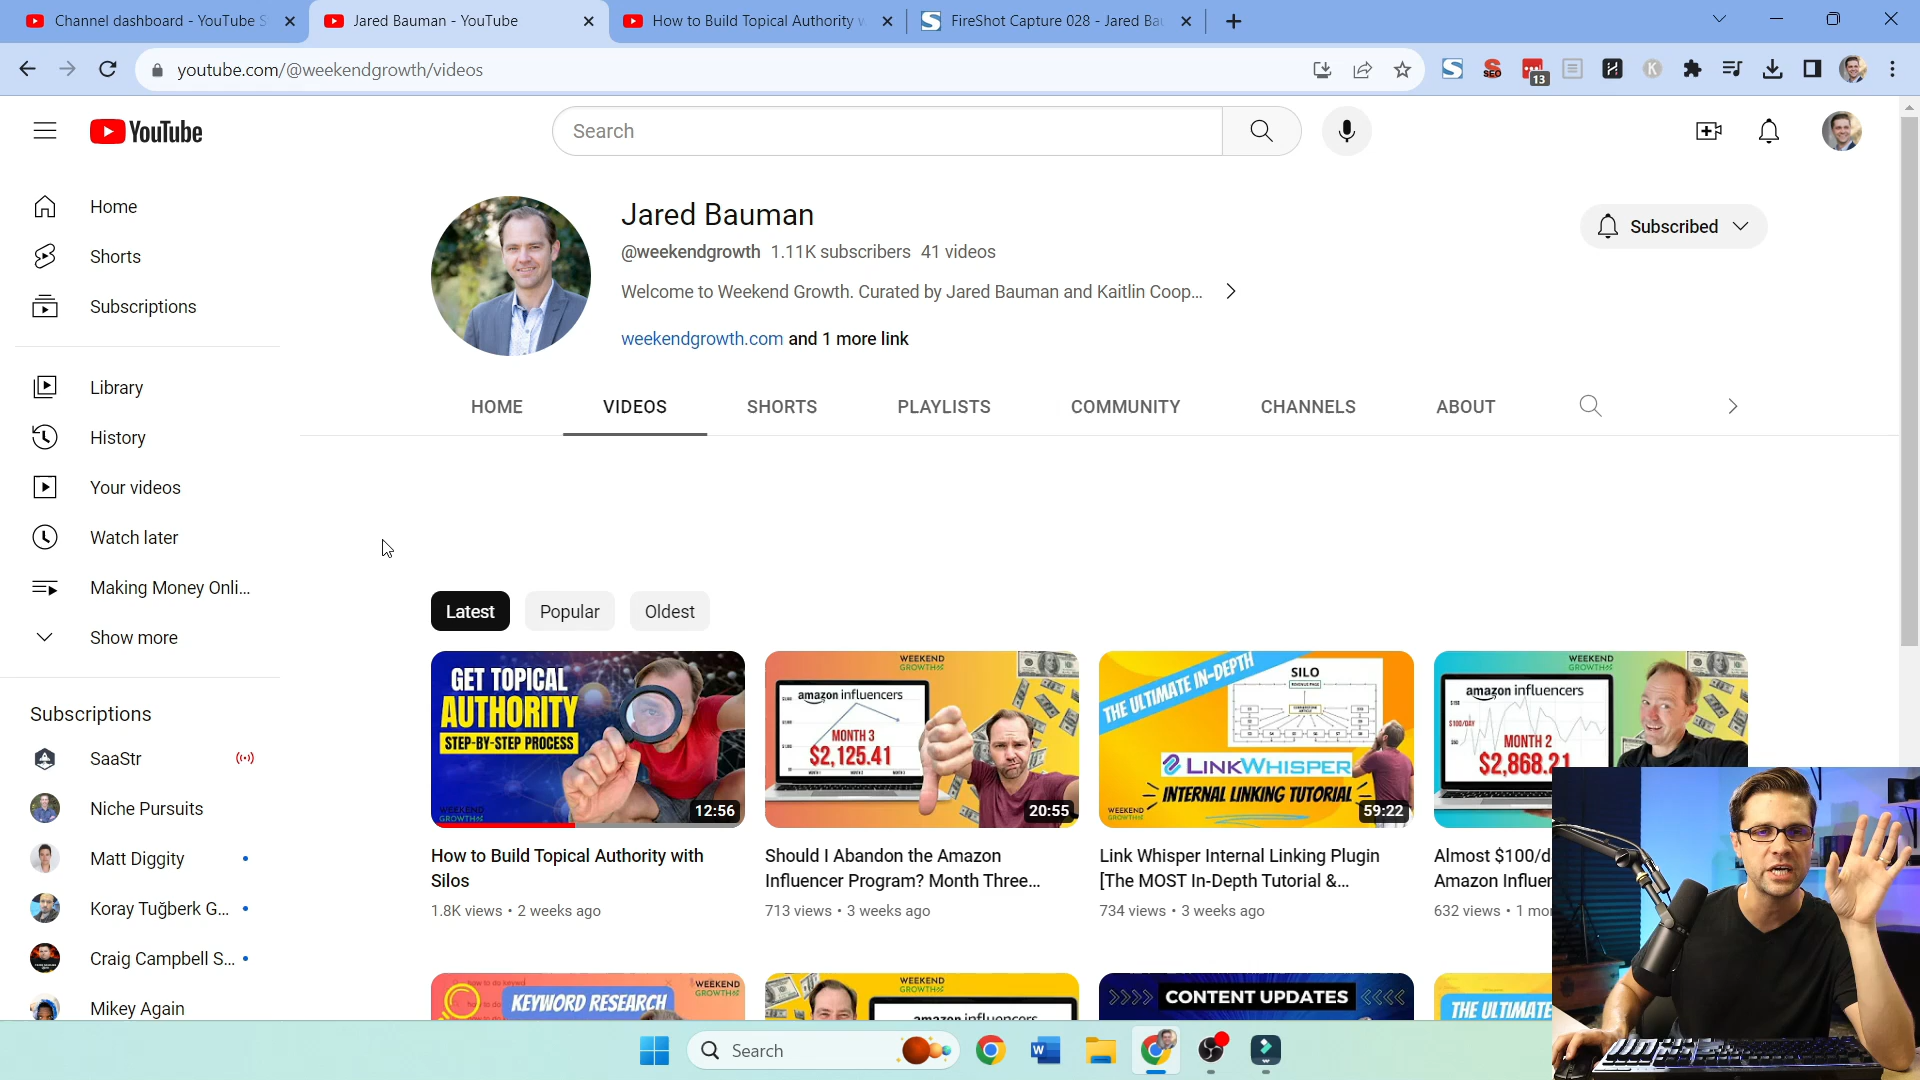 Channel dashboard - YouTube S
Jared Bauman - YouTube
How to Build Topical Authority w
FireShot Capture 028 - Jared Ba
youtube.com/@weekendgrowth/videos
SEO
13
YouTube
Search
Home
Shorts
Subscriptions
Library
History
Your videos
Watch later
Making Money Onli...
Show more
Subscriptions
SaaStr
Niche Pursuits
Matt Diggity
Koray Tuğberk G...
Craig Campbell S...
Mikey Again
Jared Bauman
@weekendgrowth 1.11K subscribers 41 videos
Welcome to Weekend Growth. Curated by Jared Bauman and Kaitlin Coop...
weekendgrowth.com and 1 more link
Subscribed
HOME VIDEOS SHORTS PLAYLISTS COMMUNITY CHANNELS ABOUT
Latest Popular Oldest
GET TOPICAL
AUTHORITY
STEP-BY-STEP PROCESS
WEEKEND
GROWTH
12:56
How to Build Topical Authority with
Silos
1.8K views • 2 weeks ago
WEEKEND
GROWTH
amazon influencers
MONTH 3
$2,125.41
20:55
Should I Abandon the Amazon
Influencer Program? Month Three...
713 views • 3 weeks ago
THE ULTIMATE IN-DEPTH
SILO
LINKWHISPER
INTERNAL LINKING TUTORIAL
WEEKEND
GROWTH
59:22
Link Whisper Internal Linking Plugin
[The MOST In-Depth Tutorial &...
734 views • 3 weeks ago
WEEKEND
GROWTH
amazon influencers
$100/DAY
MONTH 2
$2,868.21
Almost $100/d
Amazon Influen
632 views • 1 mon
KEYWORD RESEARCH
WEEKEND
GROWTH
WEEKEND
GROWTH
amazon influencers
CONTENT UPDATES
THE ULTIMATE
Search